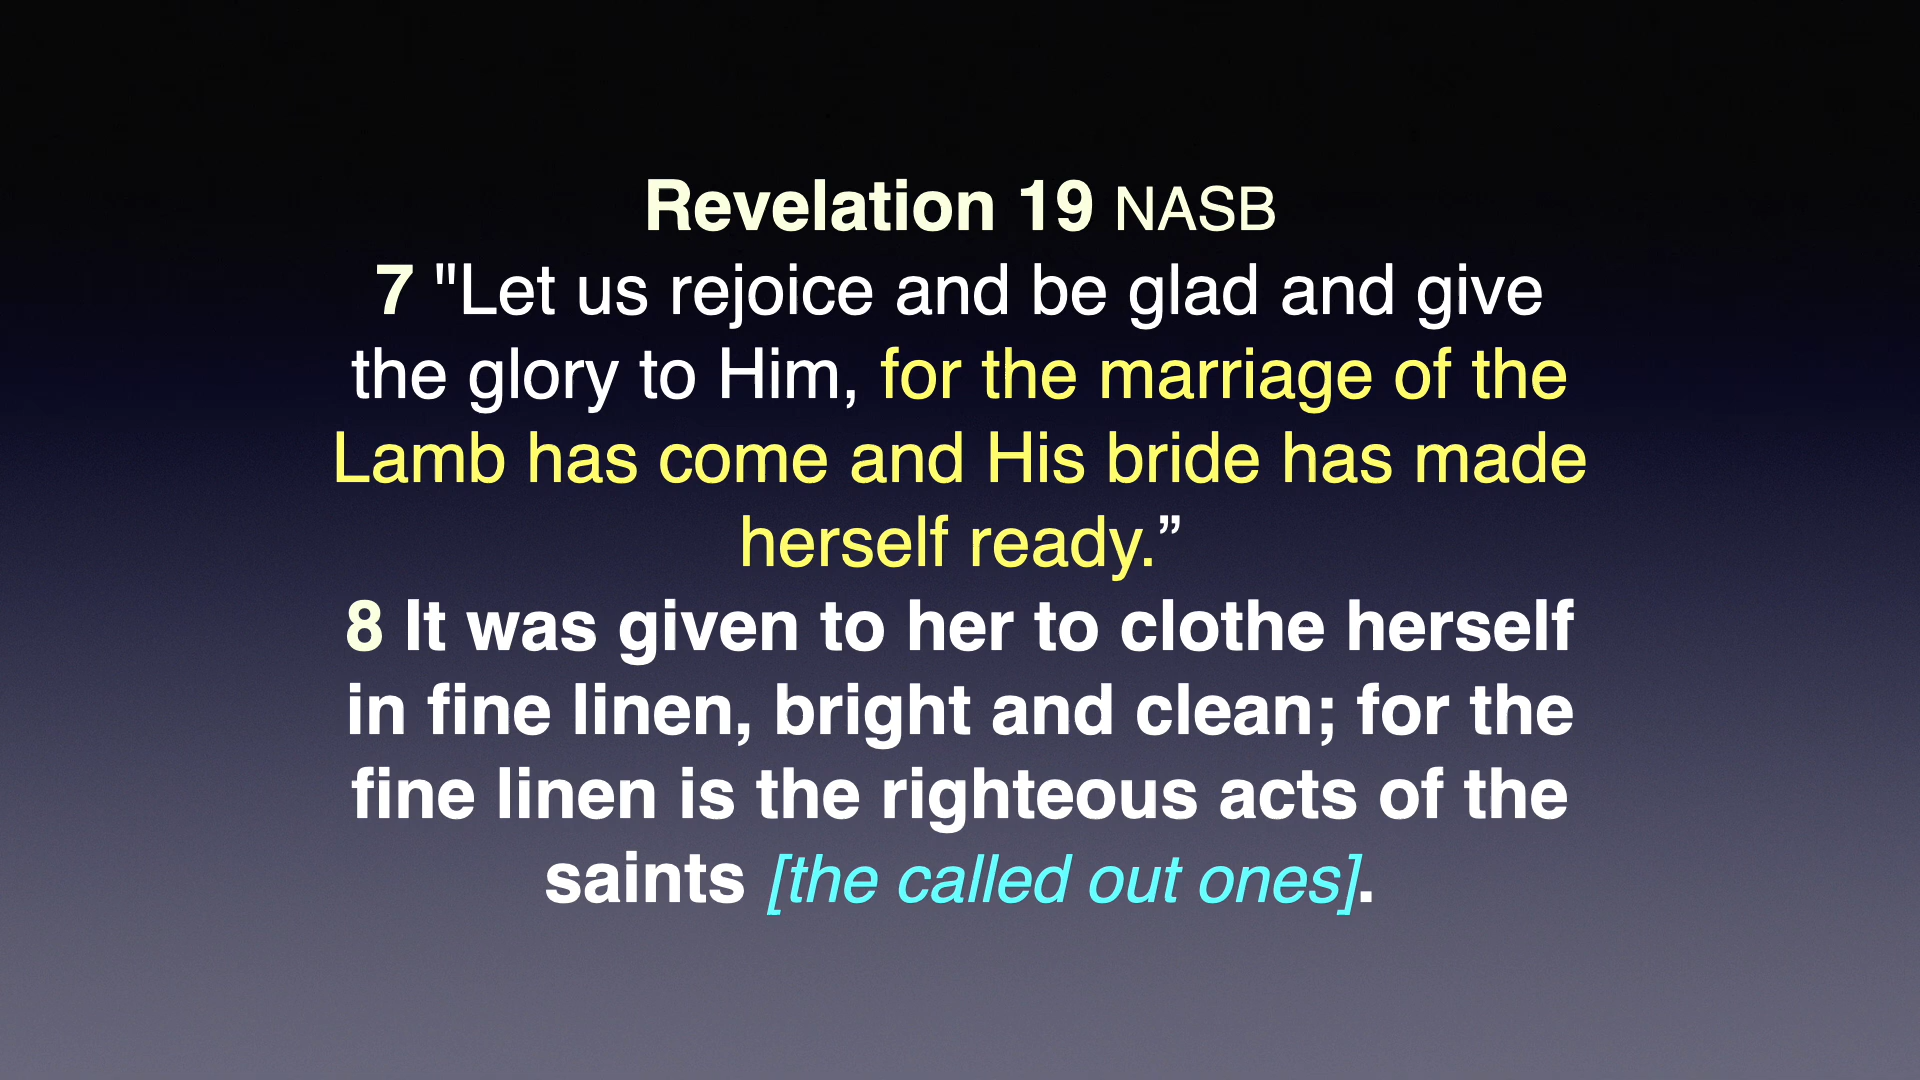 Revelation 19 NASB
7 "Let us rejoice and be glad and give
the glory to Him, for the marriage of the
Lamb has come and His bride has made
herself ready.”
8 It was given to her to clothe herself
in fine linen, bright and clean; for the
fine linen is the righteous acts of the
saints [the called out ones].